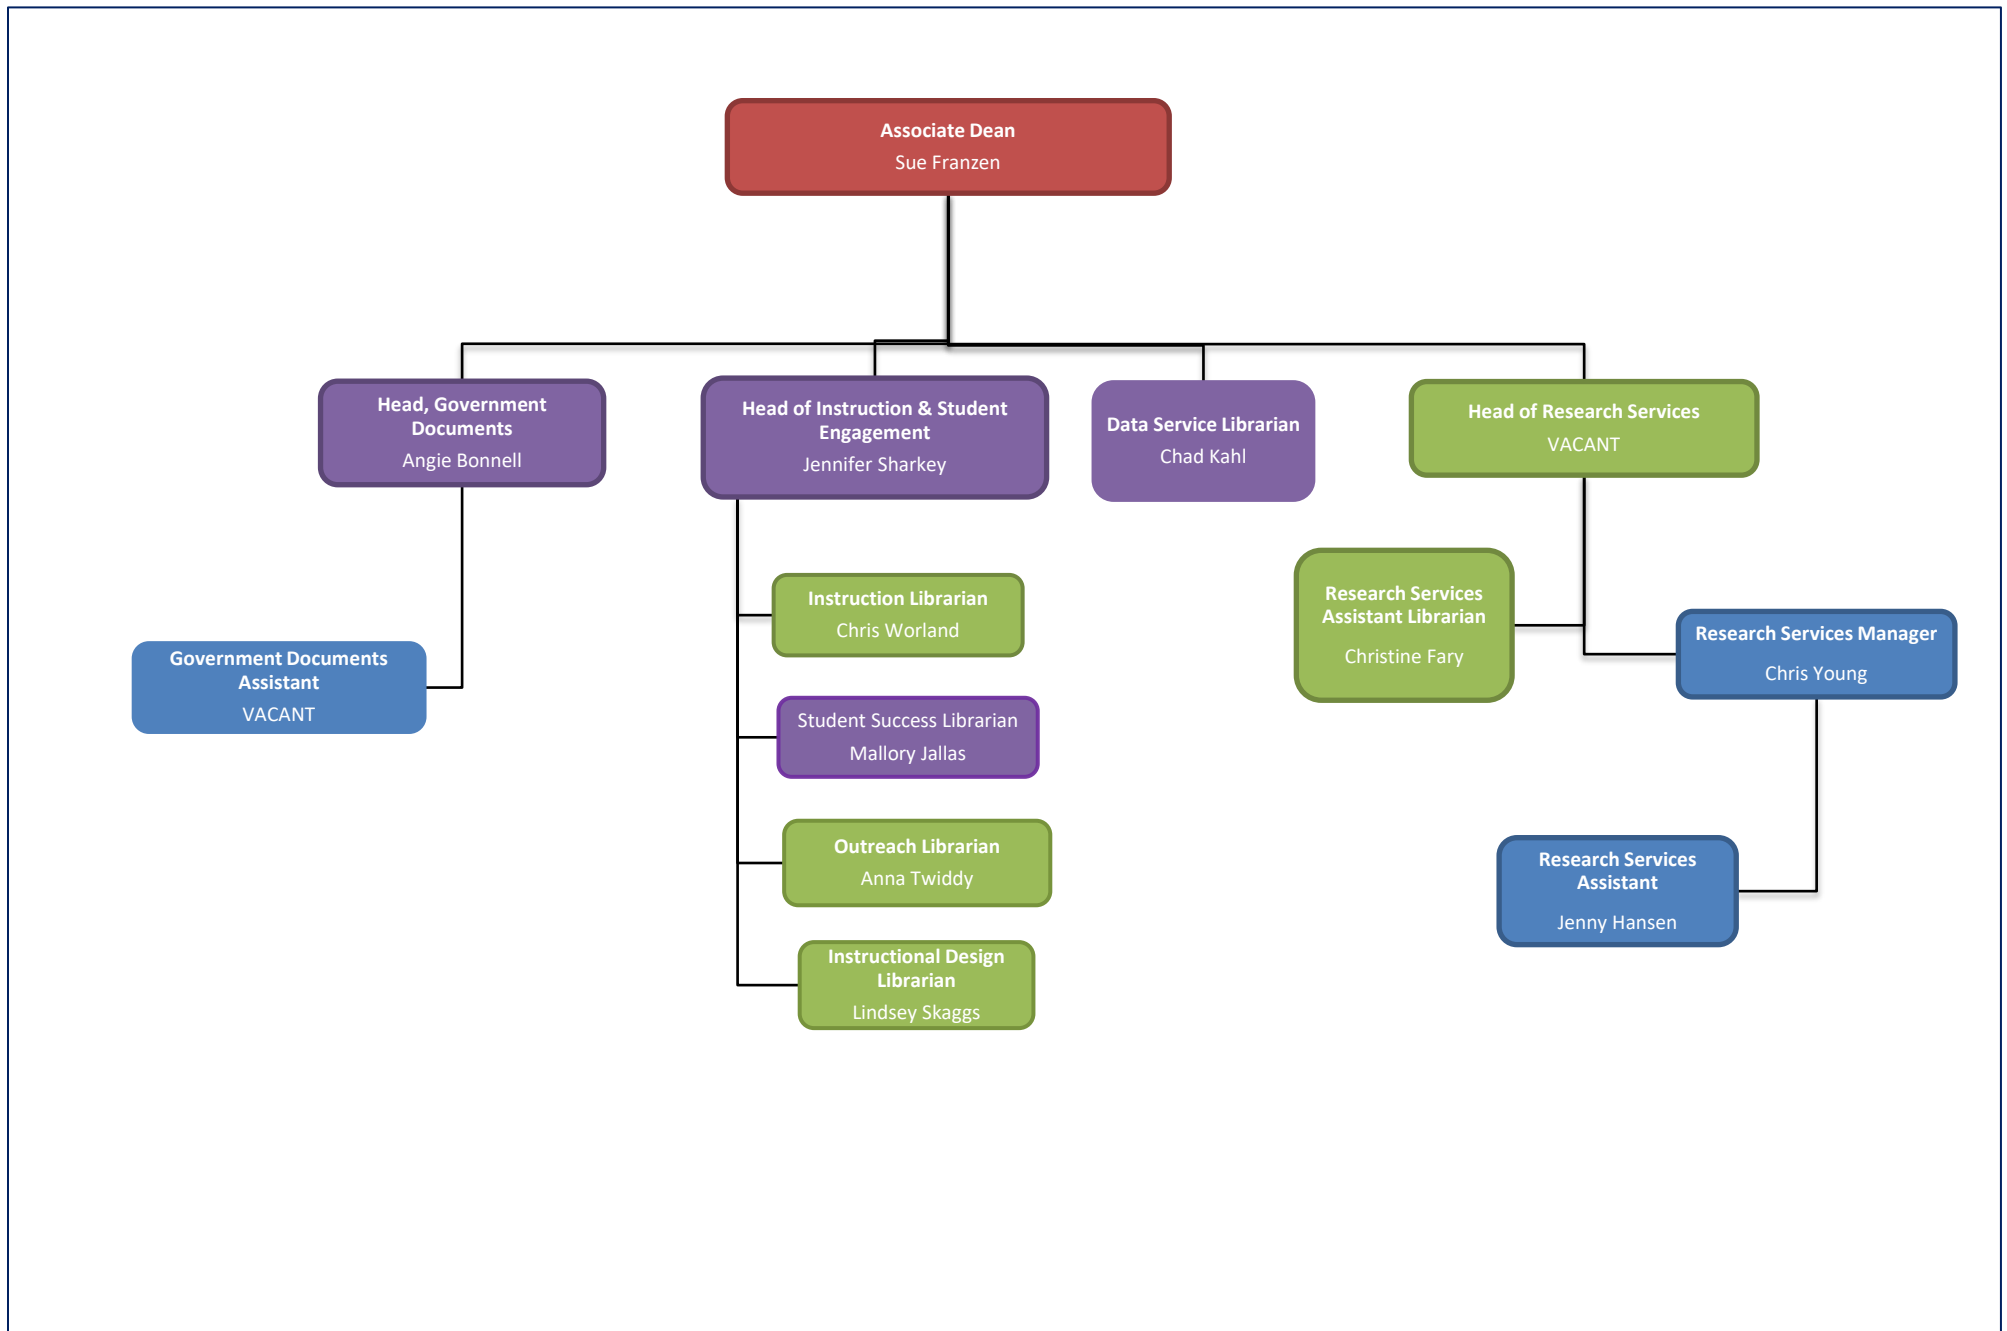 Associate Dean
Sue Franzen
Head, Government
Documents
Angie Bonnell
Head of Instruction & Student
Engagement
Jennifer Sharkey
Data Service Librarian
Chad Kahl
Head of Research Services
VACANT
Government Documents
Assistant
VACANT
Instruction Librarian
Chris Worland
Student Success Librarian
Mallory Jallas
Outreach Librarian
Anna Twiddy
Instructional Design
Librarian
Lindsey Skaggs
Research Services
Assistant Librarian
Christine Fary
Research Services Manager
Chris Young
Research Services
Assistant
Jenny Hansen